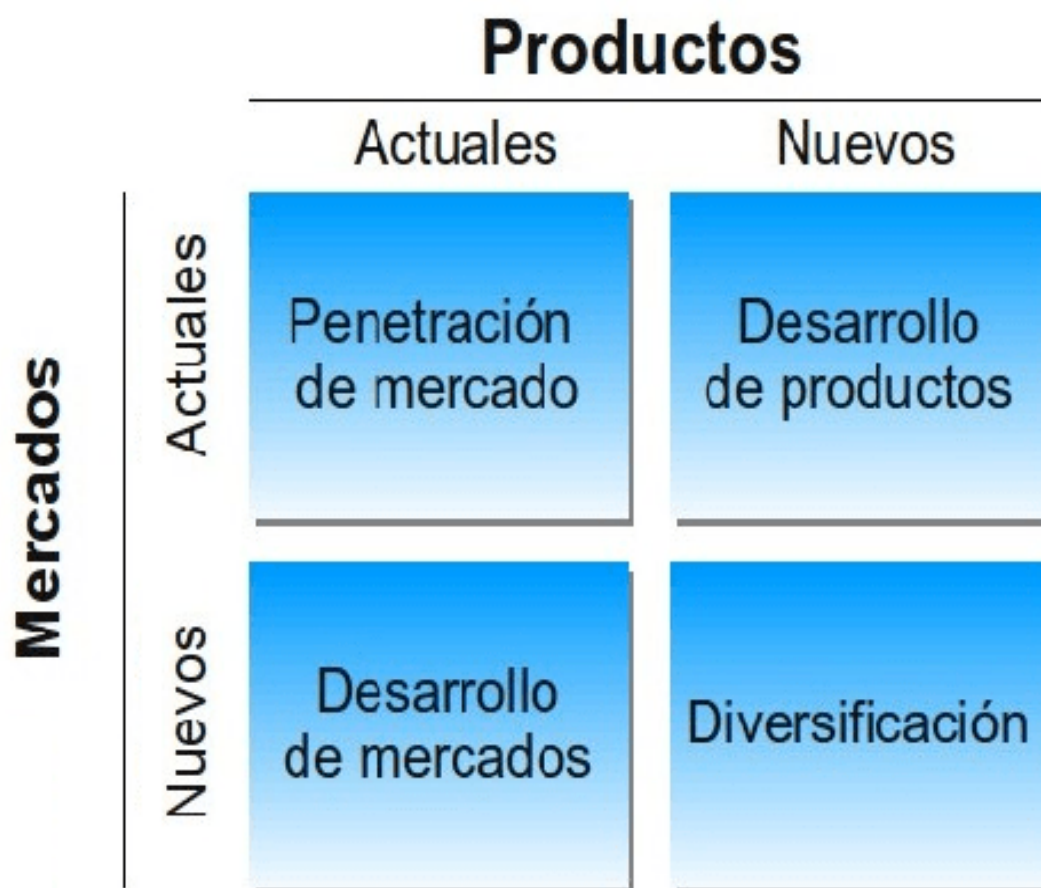 Productos
Actuales
Nuevos
Mercados
Actuales
Penetración
de mercado
Desarrollo
de productos
Nuevos
Desarrollo
de mercados
Diversificación